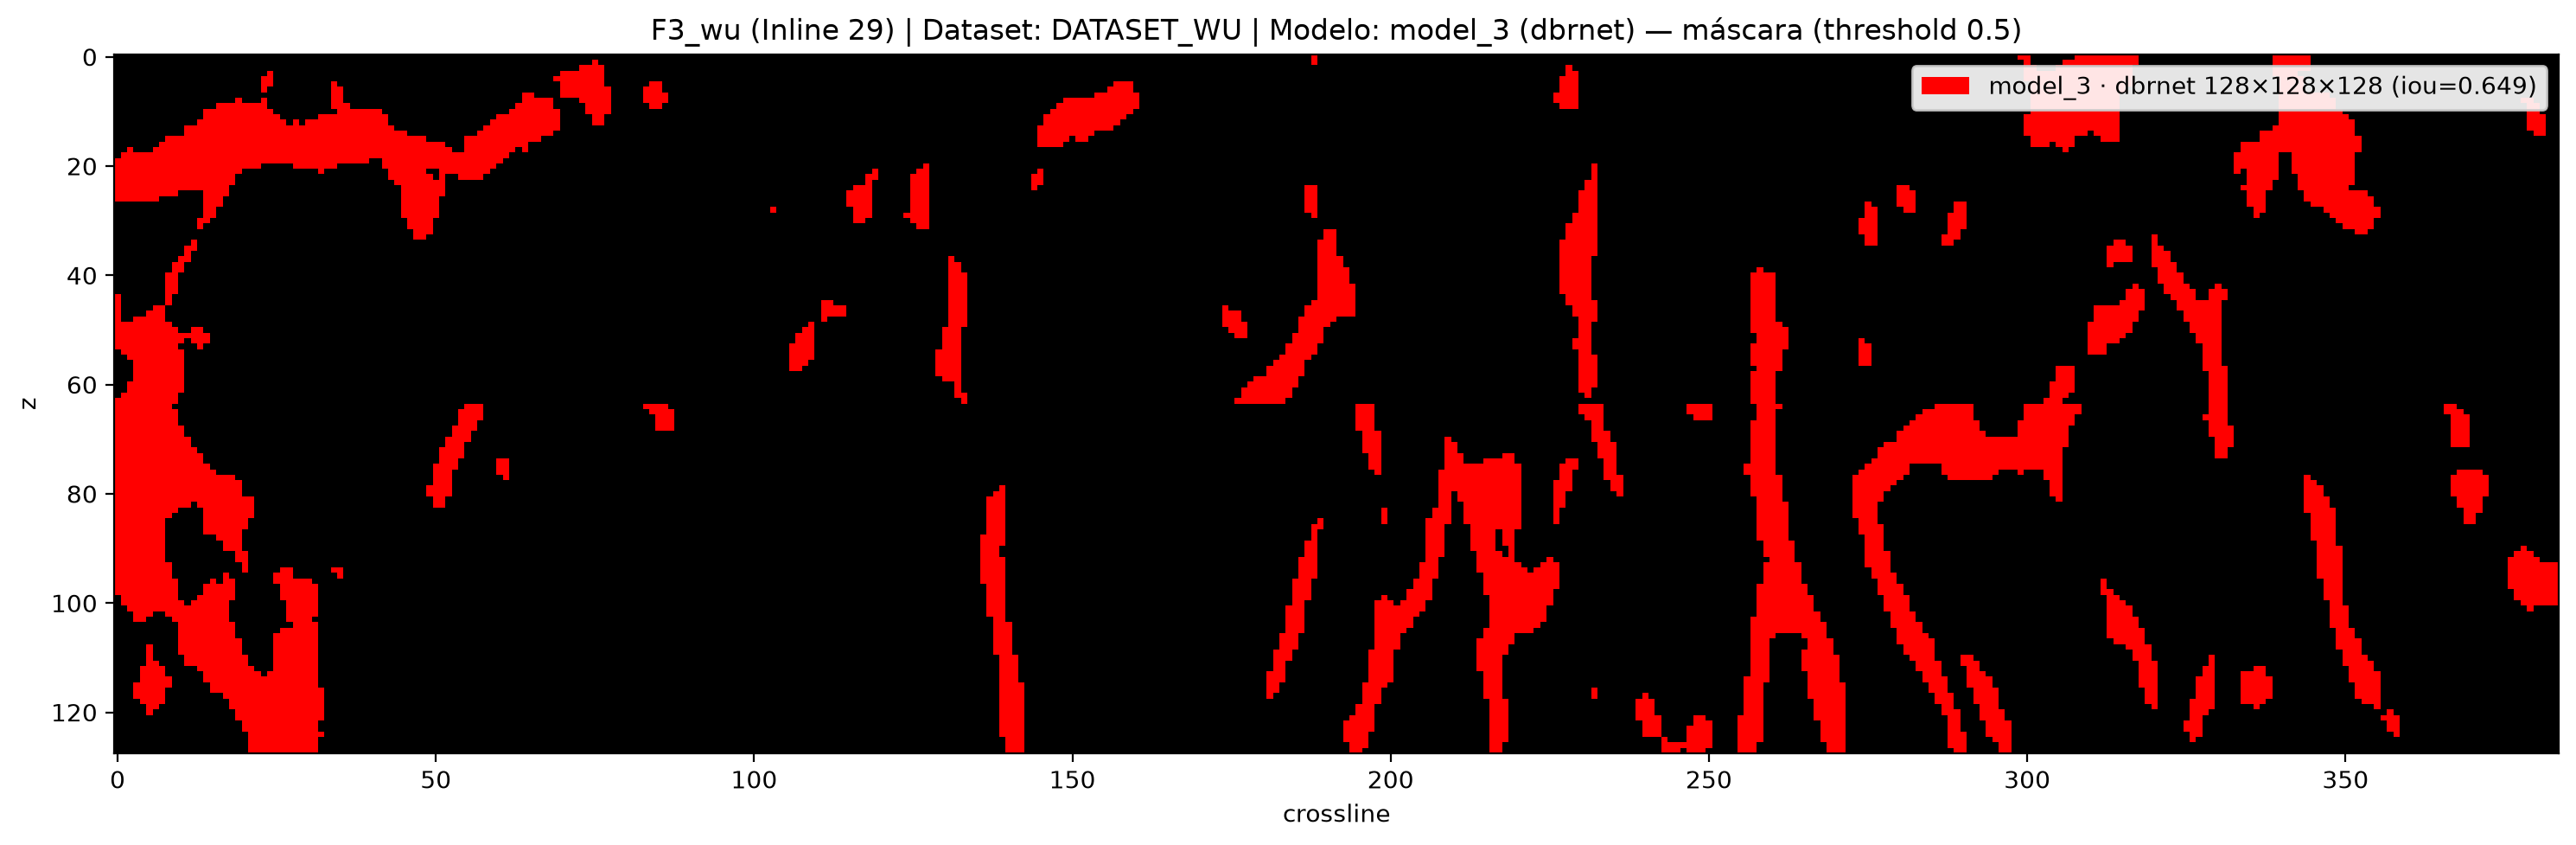 F3_wu (Inline 29) | Dataset: DATASET_WU | Modelo: model_3 (dbrnet) — máscara (threshold 0.5)
model_3 · dbrnet 128×128×128 (iou=0.649)
0
20
40
60
80
100
120
z
0 50 100 150 200 250 300 350
crossline